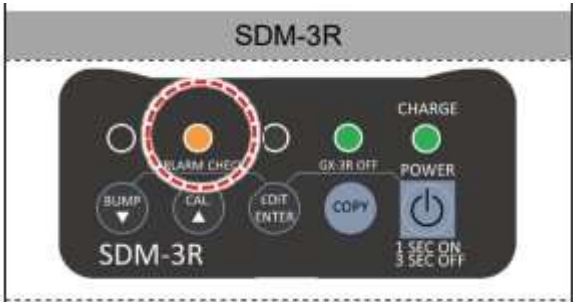 SDM-3R
CHARGE
ALARM CHECK
GX-3R OFF
POWER
BUMP
CAL
EDIT
ENTER
COPY
1 SEC ON
3 SEC OFF
SDM-3R